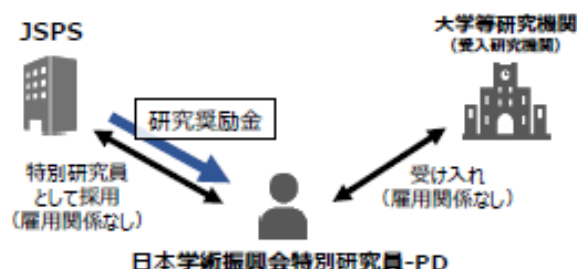 JSPS
大学等研究機関
(受入研究機関)
研究奨励金
特別研究員
として採用
(雇用関係なし)
受け入れ
(雇用関係なし)
日本学術振興会特別研究員-PD